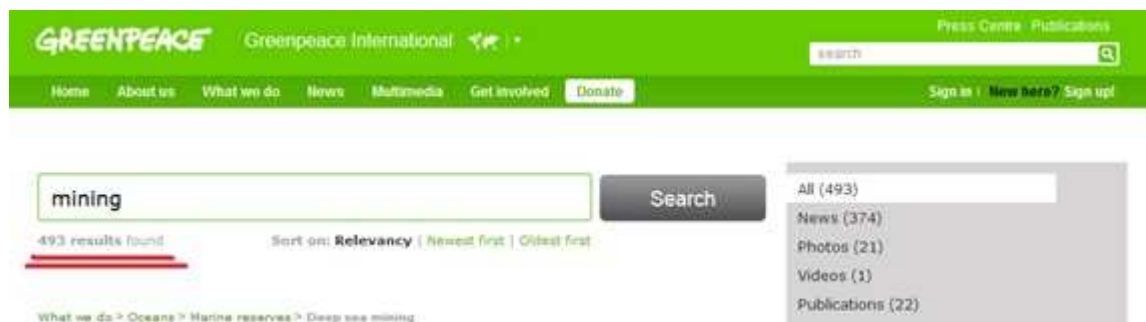 Press Centre Publications
GREENPEACE Greenpeace International
search
Home About us What we do News Multimedia Get involved Donate Sign in | New here? Sign up!
mining Search
493 results found Sort on: Relevancy | Newest first | Oldest first
What we do > Oceans > Marine reserves > Deep sea mining
All (493)
News (374)
Photos (21)
Videos (1)
Publications (22)